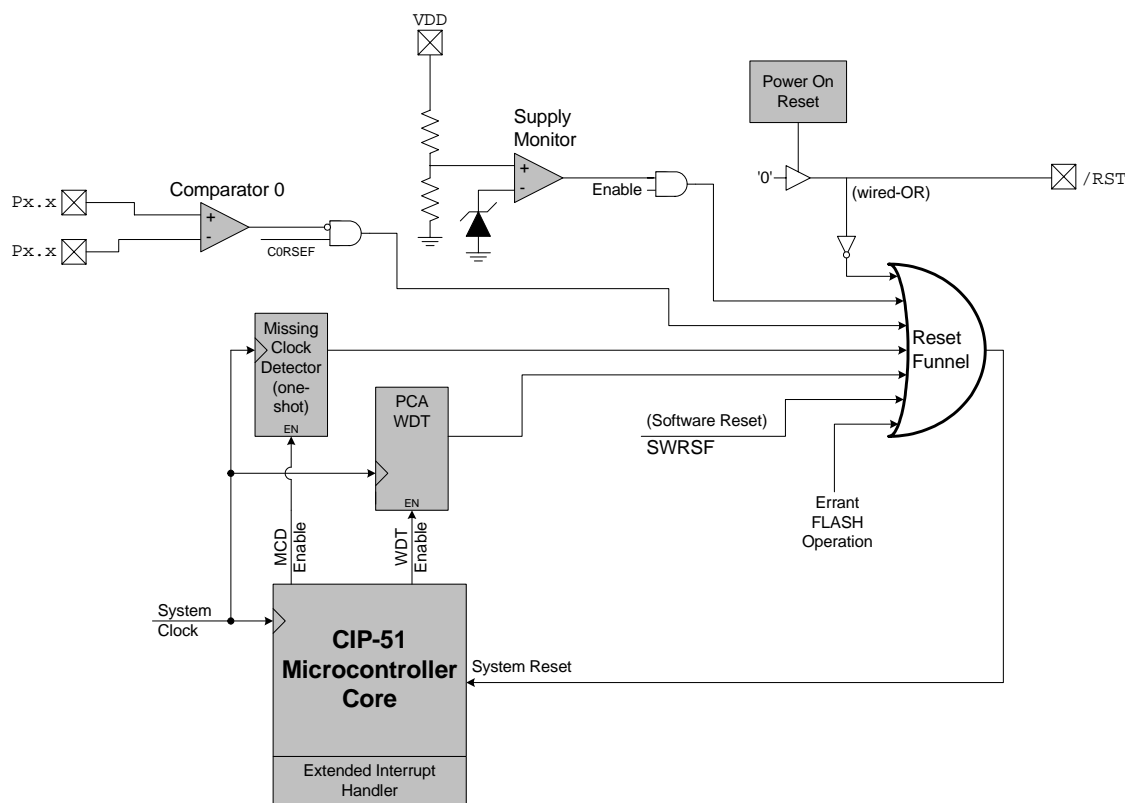 VDD
Power On
Reset
Supply
Monitor
+
-
Enable
'0'
(wired-OR)
/RST
Comparator 0
Px.x
Px.x
+
-
C0RSEF
Missing
Clock
Detector
(one-
shot)
EN
PCA
WDT
EN
Reset
Funnel
(Software Reset)
SWRSF
Errant
FLASH
Operation
MCD
Enable
WDT
Enable
System
Clock
CIP-51
Microcontroller
Core
System Reset
Extended Interrupt
Handler